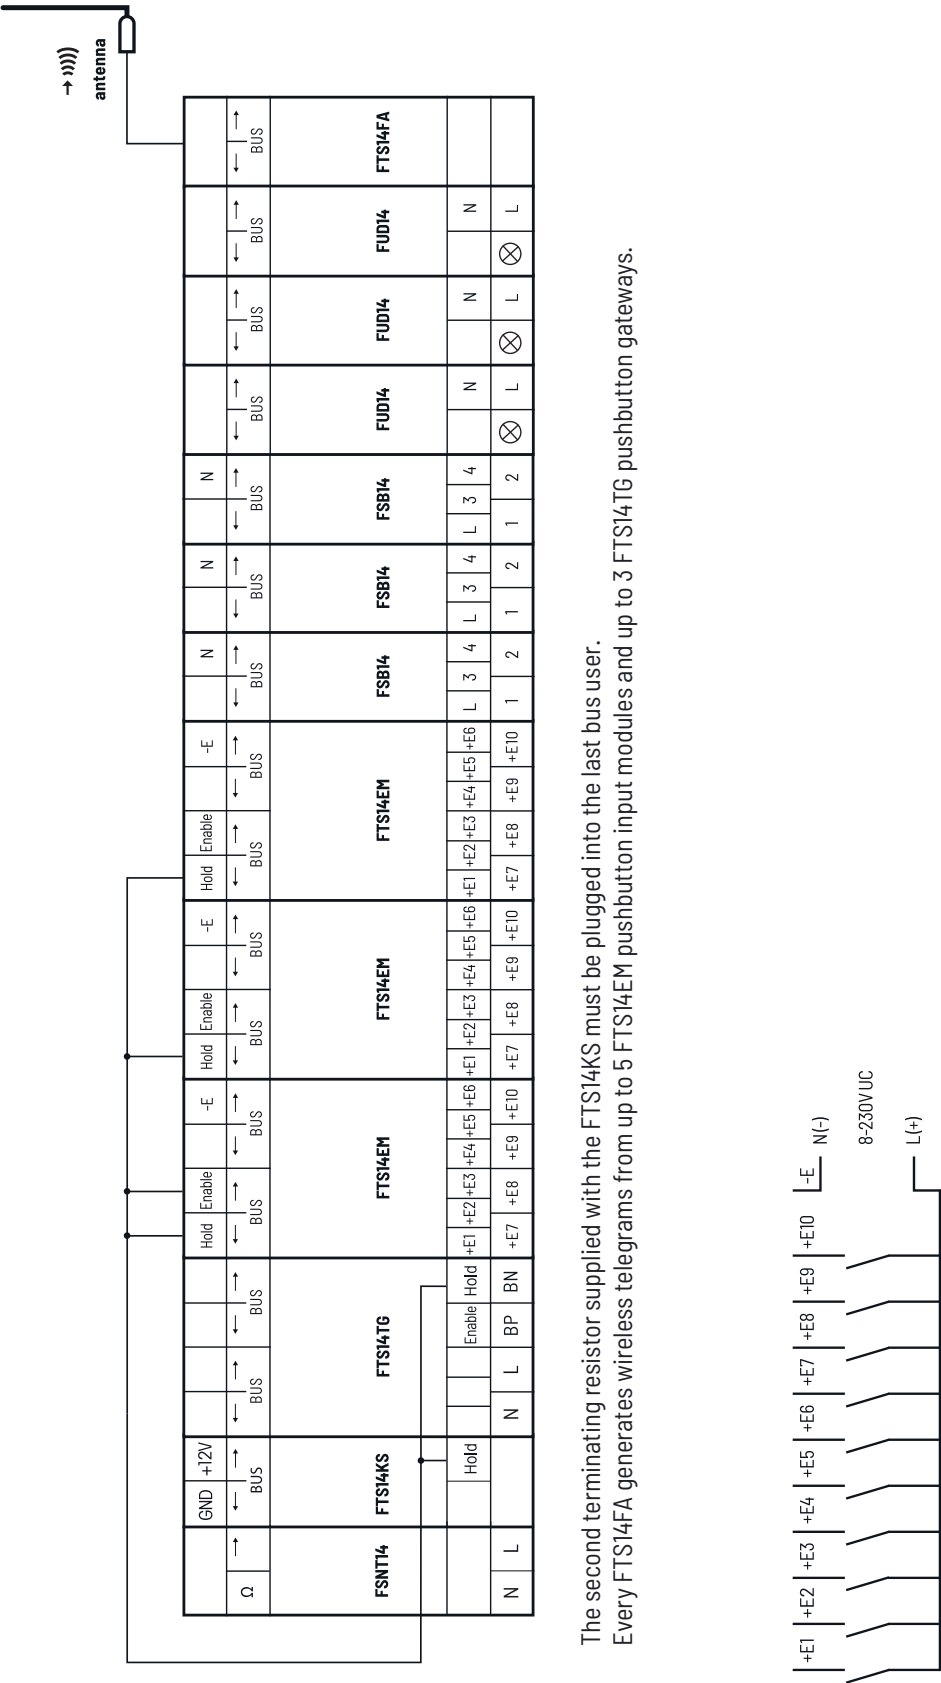 antenna
GND +12V Hold Enable -E Hold Enable -E Hold Enable -E N N N
Ω BUS BUS BUS BUS BUS BUS BUS BUS BUS BUS BUS BUS BUS BUS BUS BUS
FSNT14 FTS14KS FTS14TG FTS14EM FTS14EM FTS14EM FSB14 FSB14 FSB14 FUD14 FUD14 FUD14 FTS14FA
Hold Enable Hold +E1 +E2 +E3 +E4 +E5 +E6 +E1 +E2 +E3 +E4 +E5 +E6 +E1 +E2 +E3 +E4 +E5 +E6 L 3 4 L 3 4 L 3 4 N N N
N L N L BP BN +E7 +E8 +E9 +E10 +E7 +E8 +E9 +E10 +E7 +E8 +E9 +E10 1 2 1 2 1 2 L L L
The second terminating resistor supplied with the FTS14KS must be plugged into the last bus user.
Every FTS14FA generates wireless telegrams from up to 5 FTS14EM pushbutton input modules and up to 3 FTS14TG pushbutton gateways.
+E1 +E2 +E3 +E4 +E5 +E6 +E7 +E8 +E9 +E10 -E
N(-)
8-230V UC
L(+)